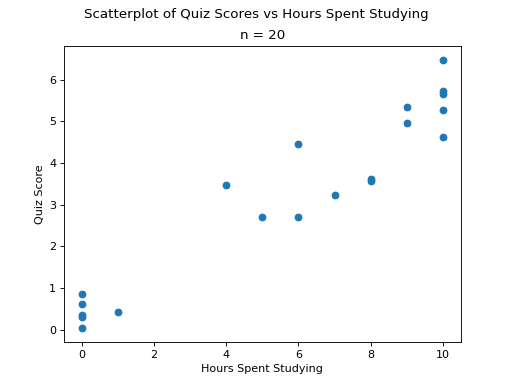 Scatterplot of Quiz Scores vs Hours Spent Studying
n = 20
6
5
4
3
2
1
0
Quiz Score
0 2 4 6 8 10
Hours Spent Studying